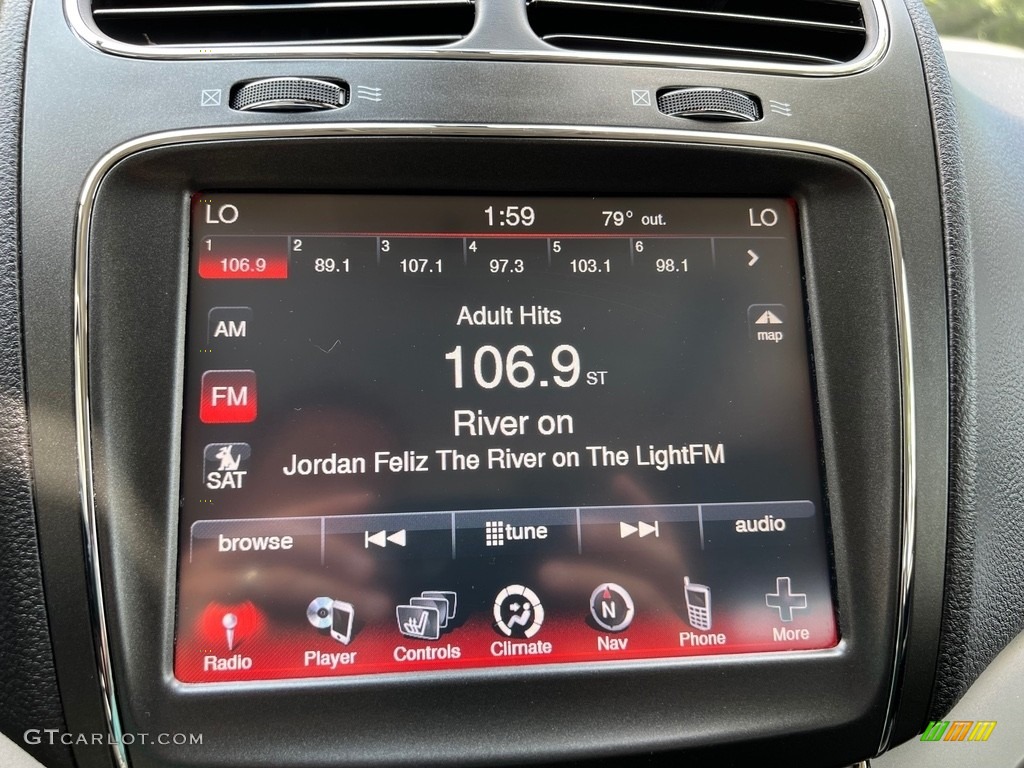 LO 1:59 79° out. LO
1 2 3 4 5 6
106.9 89.1 107.1 97.3 103.1 98.1
Adult Hits
AM
map
106.9 ST
FM
River on
Jordan Feliz The River on The LightFM
SAT
browse tune audio
N
Radio Player Controls Climate Nav Phone More
GTCARLOT.COM